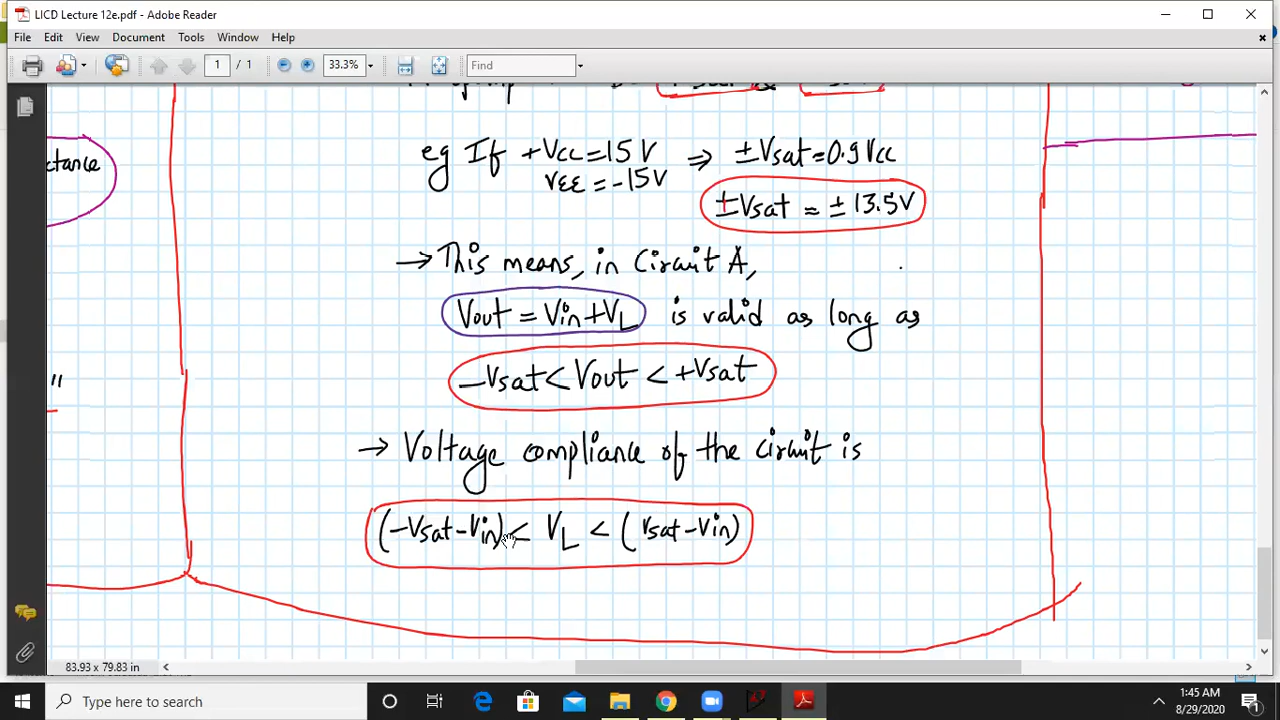 LICD Lecture 12e.pdf - Adobe Reader
File Edit View Document Tools Window Help
1 / 1 33.3% Find
eg If +Vcc=15V ⇒ ±Vsat=0.9Vcc
VEE=-15V
±Vsat ≈ ±13.5V
ctance
→ This means, in Circuit A,
Vout = Vin+VL is valid as long as
-Vsat < Vout < +Vsat
"
→ Voltage compliance of the circuit is
(-Vsat-Vin) < VL < (Vsat-Vin)
83.93 x 79.83 in
Type here to search
1:45 AM
8/29/2020
1